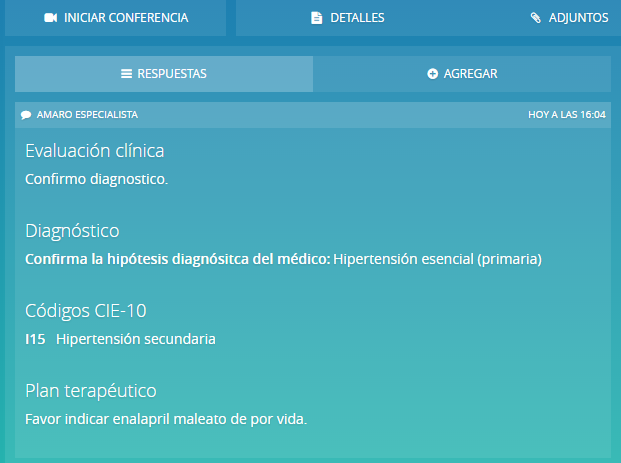 INICIAR CONFERENCIA
DETALLES
ADJUNTOS
RESPUESTAS
AGREGAR
AMARO ESPECIALISTA
HOY A LAS 16:04
Evaluación clínica
Confirmo diagnostico.
Diagnóstico
Confirma la hipótesis diagnósitca del médico: Hipertensión esencial (primaria)
Códigos CIE-10
I15 Hipertensión secundaria
Plan terapéutico
Favor indicar enalapril maleato de por vida.